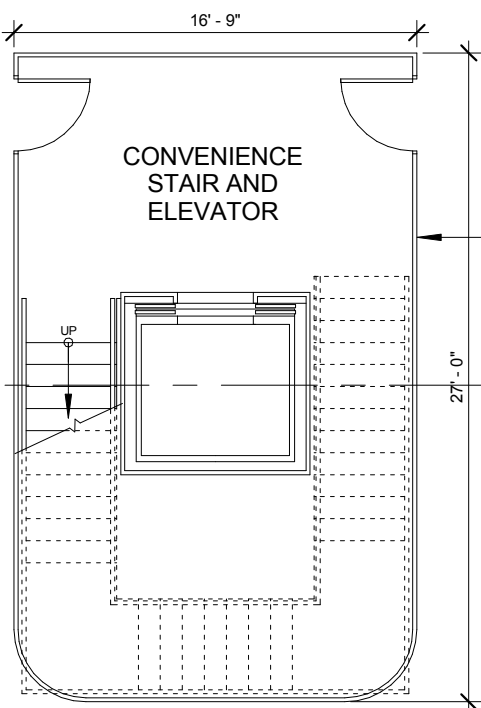 16' - 9"
CONVENIENCE
STAIR AND
ELEVATOR
UP
27' - 0"